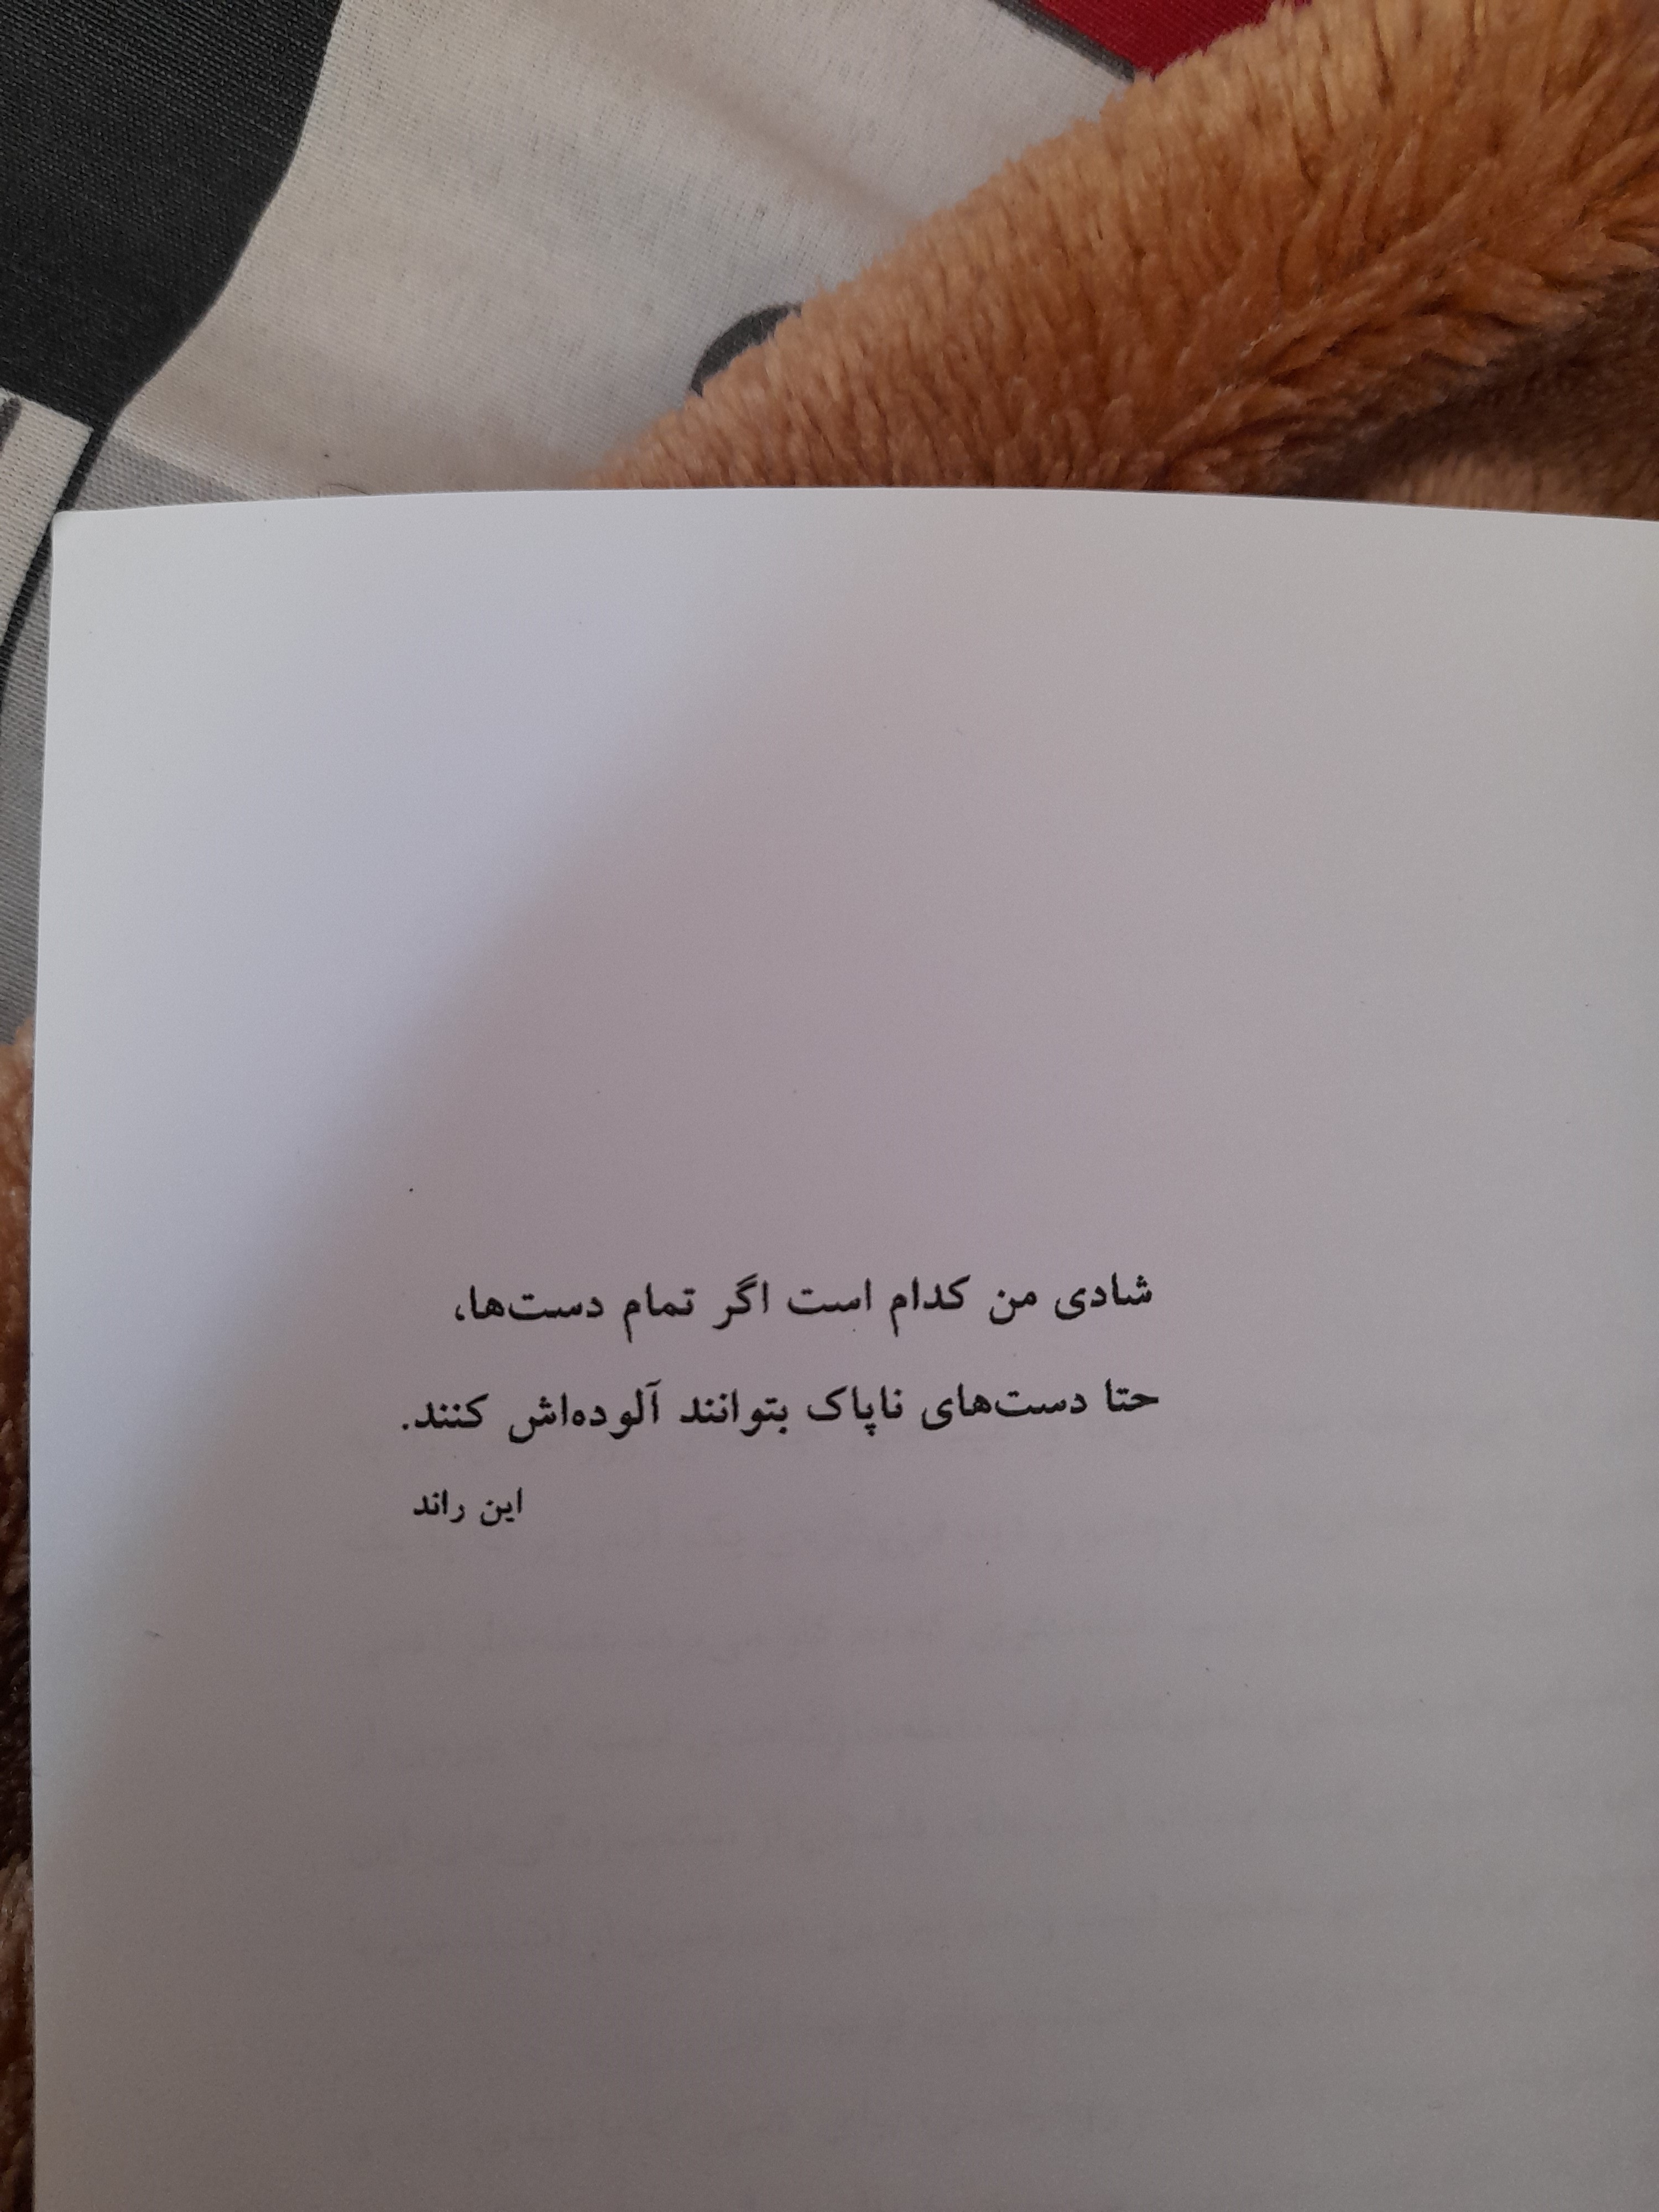 شادی من کدام است اگر تمام دست‌ها،
حتا دست‌های ناپاک بتوانند آلوده‌اش کنند.
این راند